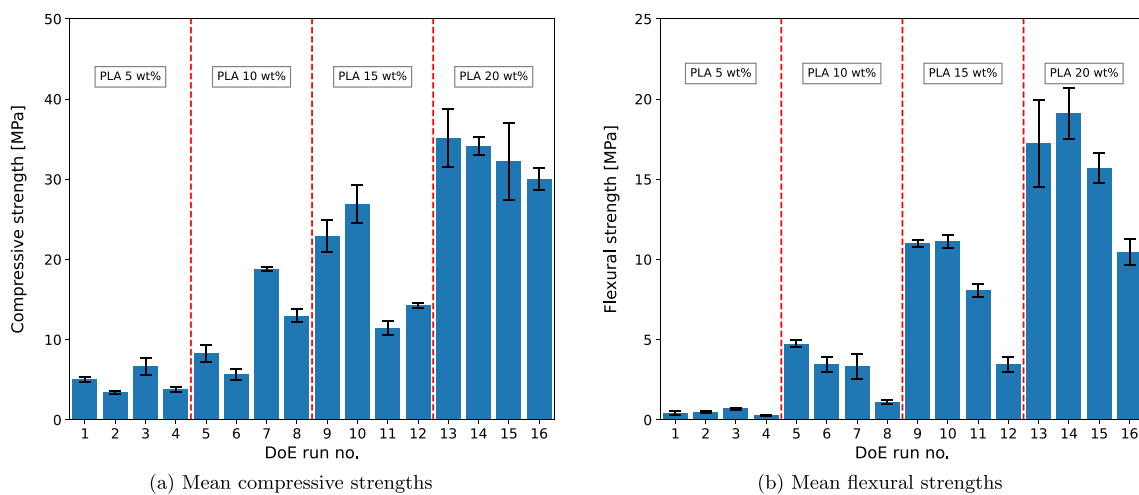 50
40
30
20
10
0
Compressive strength [MPa]
PLA 5 wt%
PLA 10 wt%
PLA 15 wt%
PLA 20 wt%
1 2 3 4 5 6 7 8 9 10 11 12 13 14 15 16
DoE run no.
(a) Mean compressive strengths
25
20
15
10
5
0
Flexural strength [MPa]
PLA 5 wt%
PLA 10 wt%
PLA 15 wt%
PLA 20 wt%
1 2 3 4 5 6 7 8 9 10 11 12 13 14 15 16
DoE run no.
(b) Mean flexural strengths